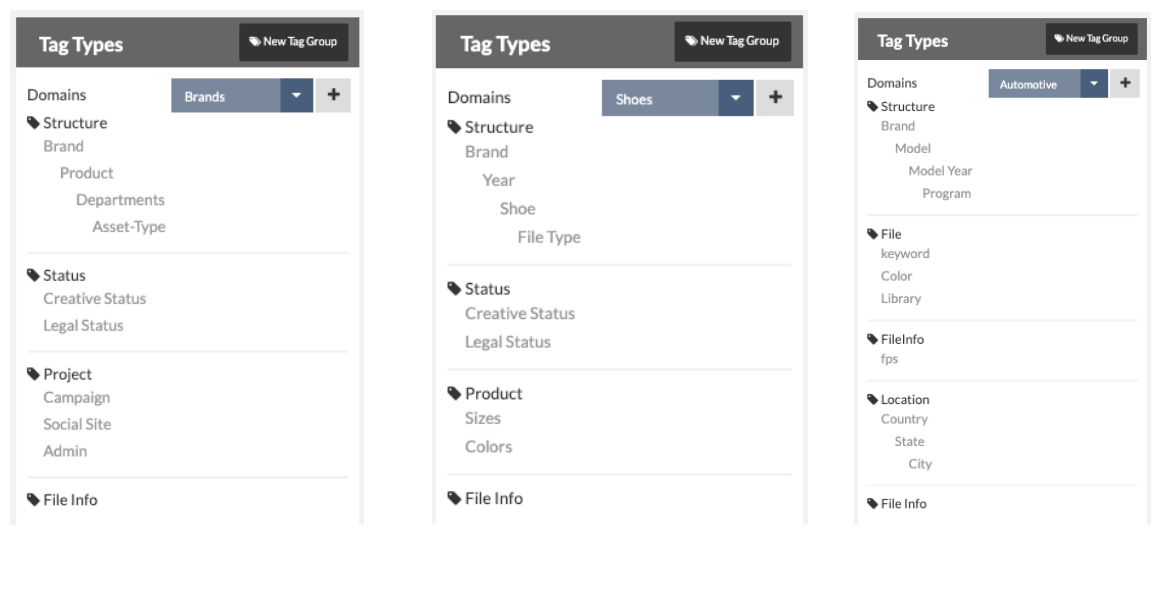 Tag Types
New Tag Group
Domains
Brands
Structure
Brand
Product
Departments
Asset-Type
Status
Creative Status
Legal Status
Project
Campaign
Social Site
Admin
File Info
Tag Types
New Tag Group
Domains
Shoes
Structure
Brand
Year
Shoe
File Type
Status
Creative Status
Legal Status
Product
Sizes
Colors
File Info
Tag Types
New Tag Group
Domains
Automotive
Structure
Brand
Model
Model Year
Program
File
keyword
Color
Library
FileInfo
fps
Location
Country
State
City
File Info